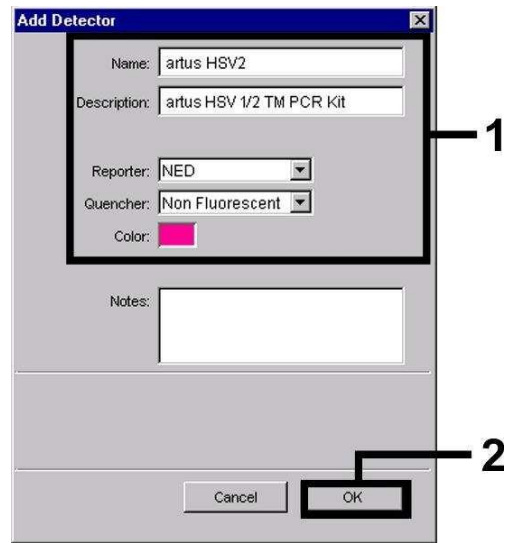 Add Detector
Name: artus HSV2
Description: artus HSV 1/2 TM PCR Kit
1
Reporter: NED
Quencher: Non Fluorescent
Color:
Notes:
2
Cancel OK